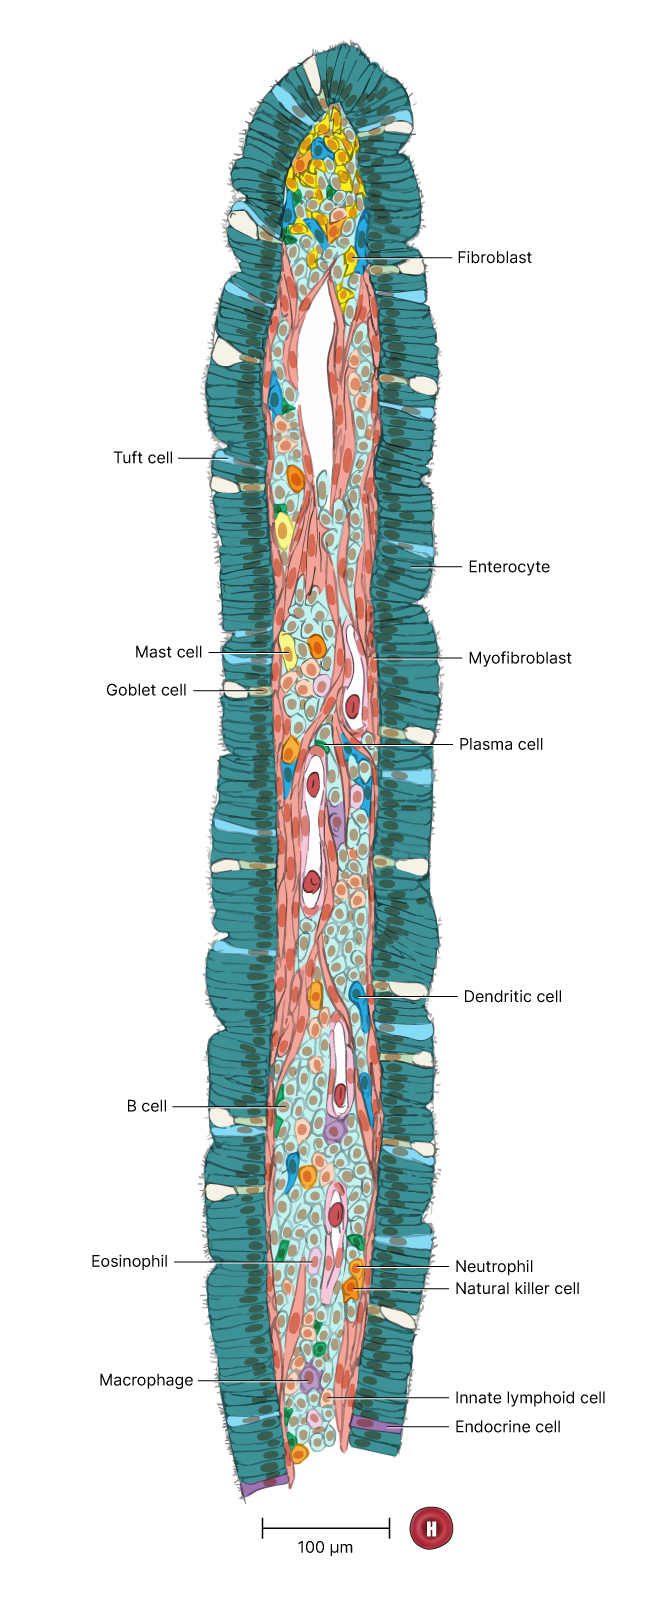 Fibroblast
Tuft cell
Enterocyte
Mast cell
Myofibroblast
Goblet cell
Plasma cell
Dendritic cell
B cell
Eosinophil
Neutrophil
Natural killer cell
Macrophage
Innate lymphoid cell
Endocrine cell
100 μm
H